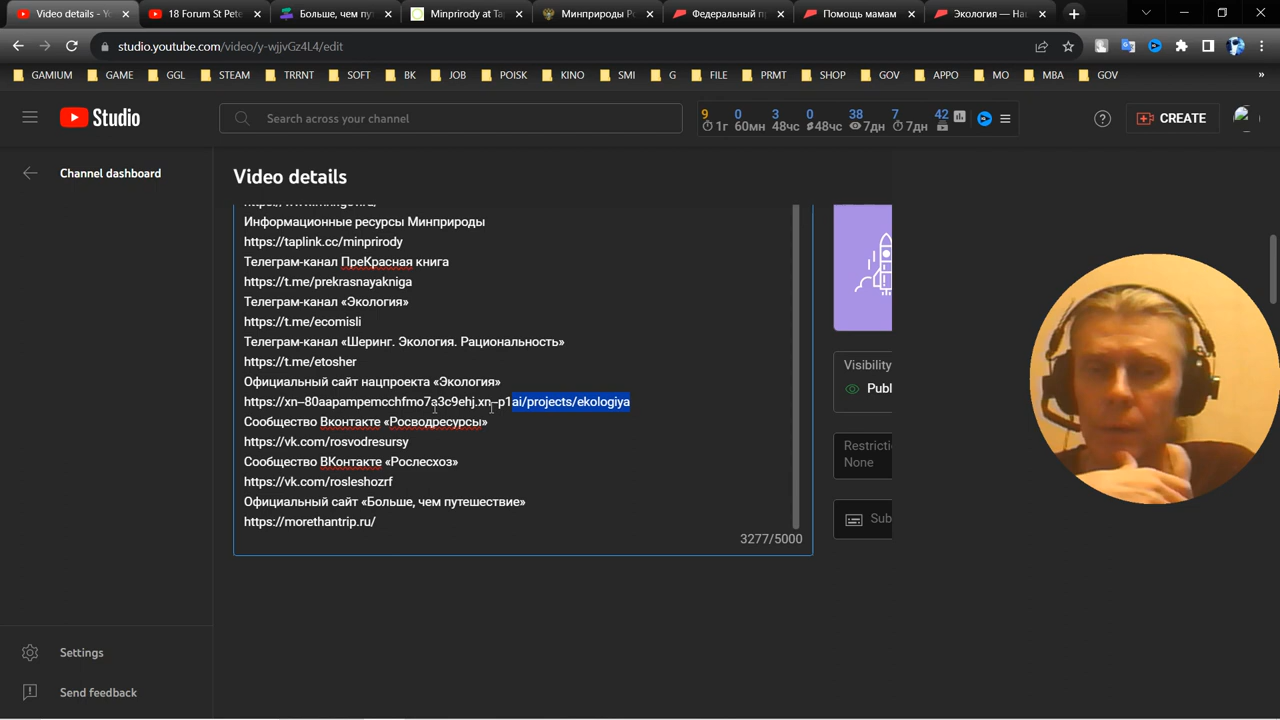 Video details - Y
18 Forum St Pete
Больше, чем пут
Minprirody at Tap
Минприроды Ро
Федеральный п
Помощь мамам
Экология — На
studio.youtube.com/video/y-wjjvGz4L4/edit
GAMIUM
GAME
GGL
STEAM
TRRNT
SOFT
BK
JOB
POISK
KINO
SMI
G
FILE
PRMT
SHOP
GOV
APPO
MO
MBA
GOV
»
Studio
Search across your channel
9 0 3 0 38 7 42
1г 60мн 48чс 48чс 7дн 7дн
CREATE
Channel dashboard
Video details
Информационные ресурсы Минприроды
https://taplink.cc/minprirody
Телеграм-канал ПреКрасная книга
https://t.me/prekrasnayakniga
Телеграм-канал «Экология»
https://t.me/ecomisli
Телеграм-канал «Шеринг. Экология. Рациональность»
https://t.me/etosher
Официальный сайт нацпроекта «Экология»
https://xn--80aapampemcchfmo7a3c9ehj.xn--p1ai/projects/ekologiya
Сообщество Вконтакте «Росводресурсы»
https://vk.com/rosvodresursy
Сообщество ВКонтакте «Рослесхоз»
https://vk.com/rosleshozrf
Официальный сайт «Больше, чем путешествие»
https://morethantrip.ru/
3277/5000
Visibility
Publ
Restrictio
None
Sub
Settings
Send feedback